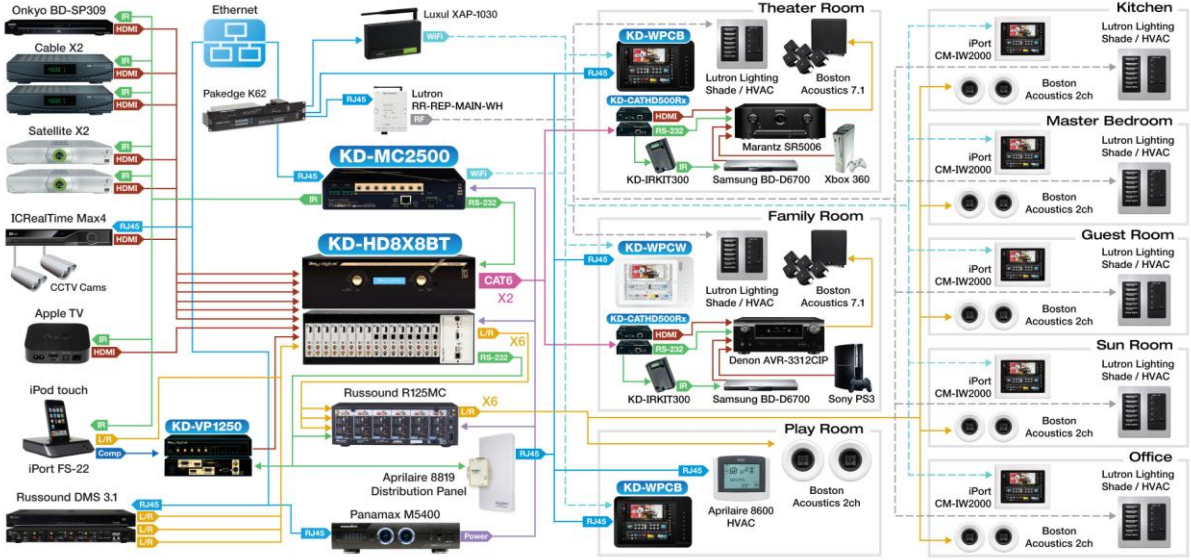 Onkyo BD-SP309
IR
HDMI
Cable X2
IR
HDMI
IR
HDMI
Satellite X2
IR
HDMI
IR
HDMI
ICRealTime Max4
RJ45
HDMI
CCTV Cams
Apple TV
IR
HDMI
iPod touch
IR
L/R
Comp
iPort FS-22
Russound DMS 3.1
RJ45
L/R
L/R
L/R
Ethernet
Pakedge K62
Luxul XAP-1030
WiFi
RJ45
Lutron
RR-REP-MAIN-WH
RF
KD-MC2500
RJ45
WiFi
IR
RS-232
KD-HD8X8BT
CAT6
X2
L/R
X6
RS-232
Russound R125MC
X6
L/R
KD-VP1250
Aprilaire 8819
Distribution Panel
RJ45
Panamax M5400
RJ45
Power
Theater Room
KD-WPCB
RJ45
Lutron Lighting
Shade / HVAC
Boston
Acoustics 7.1
KD-CATHD500Rx
HDMI
RS-232
Marantz SR5006
IR
KD-IRKIT300
Samsung BD-D6700
Xbox 360
Family Room
KD-WPCW
RJ45
Lutron Lighting
Shade / HVAC
Boston
Acoustics 7.1
KD-CATHD500Rx
HDMI
RS-232
Denon AVR-3312CIP
IR
KD-IRKIT300
Samsung BD-D6700
Sony PS3
Play Room
RJ45
KD-WPCB
RJ45
Aprilaire 8600
HVAC
Boston
Acoustics 2ch
Kitchen
iPort
CM-IW2000
Lutron Lighting
Shade / HVAC
Boston
Acoustics 2ch
Master Bedroom
iPort
CM-IW2000
Lutron Lighting
Shade / HVAC
Boston
Acoustics 2ch
Guest Room
iPort
CM-IW2000
Lutron Lighting
Shade / HVAC
Boston
Acoustics 2ch
Sun Room
iPort
CM-IW2000
Lutron Lighting
Shade / HVAC
Boston
Acoustics 2ch
Office
iPort
CM-IW2000
Lutron Lighting
Shade / HVAC
Boston
Acoustics 2ch